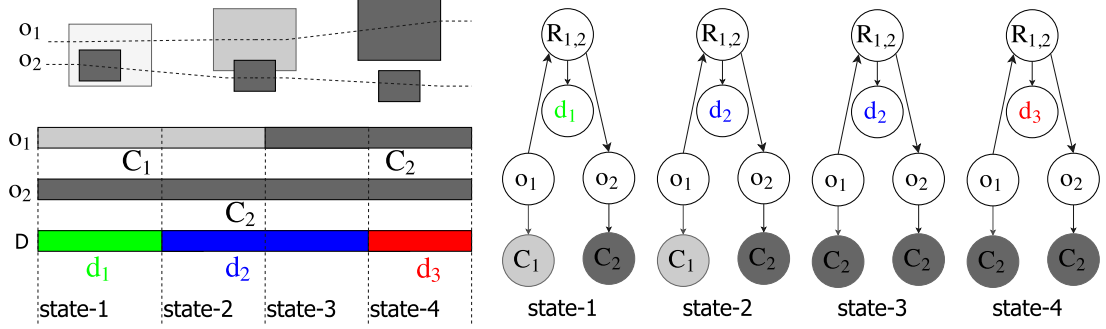 o₁
o₂
o₁
C₁ C₂
o₂
C₂
D
d₁ d₂ d₃
state-1 state-2 state-3 state-4
R₁,₂ R₁,₂ R₁,₂ R₁,₂
d₁ d₂ d₂ d₃
o₁ o₂ o₁ o₂ o₁ o₂ o₁ o₂
C₁ C₂ C₁ C₂ C₂ C₂ C₂ C₂
state-1 state-2 state-3 state-4